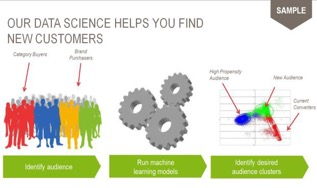 SAMPLE
OUR DATA SCIENCE HELPS YOU FIND
NEW CUSTOMERS
Category Buyers
Brand
Purchasers
High Propensity
Audience
New Audience
Current
Converters
Identify audience
Run machine
learning models
Identify desired
audience clusters